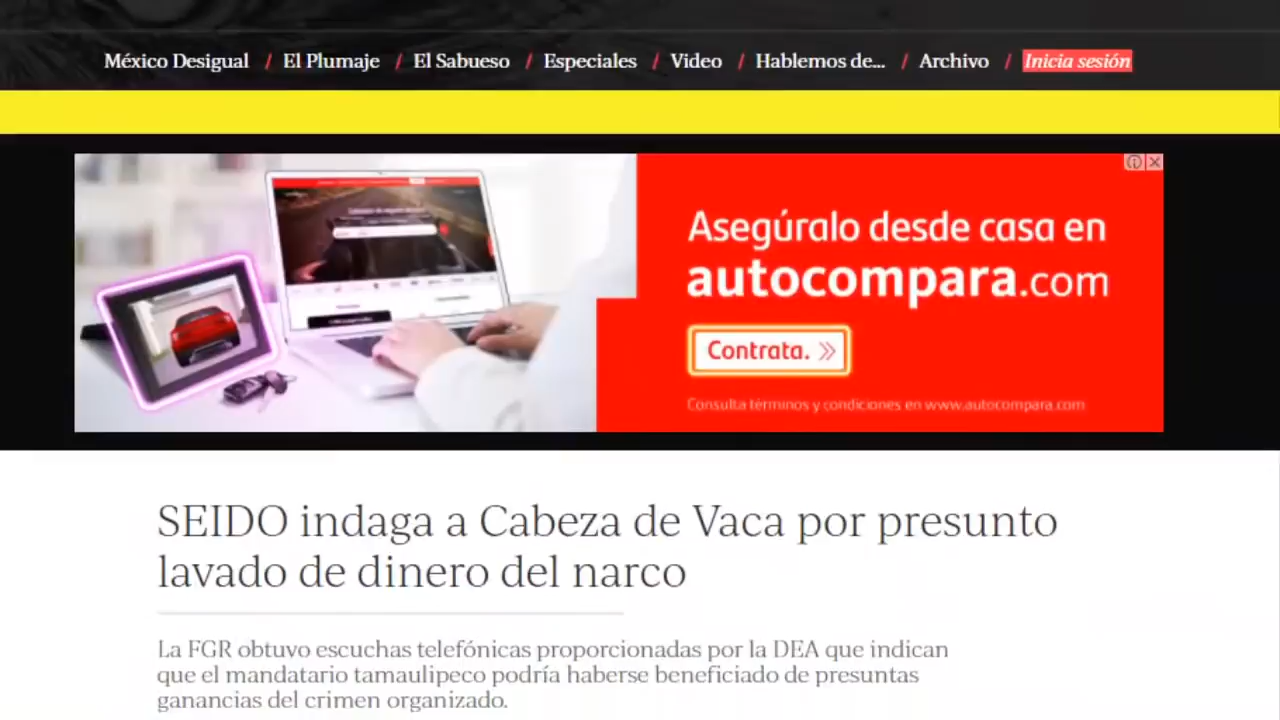 México Desigual / El Plumaje / El Sabueso / Especiales / Video / Hablemos de... / Archivo / Inicia sesión
Asegúralo desde casa en
autocompara.com
Contrata. »
Consulta términos y condiciones en www.autocompara.com
SEIDO indaga a Cabeza de Vaca por presunto
lavado de dinero del narco
La FGR obtuvo escuchas telefónicas proporcionadas por la DEA que indican
que el mandatario tamaulipeco podría haberse beneficiado de presuntas
ganancias del crimen organizado.